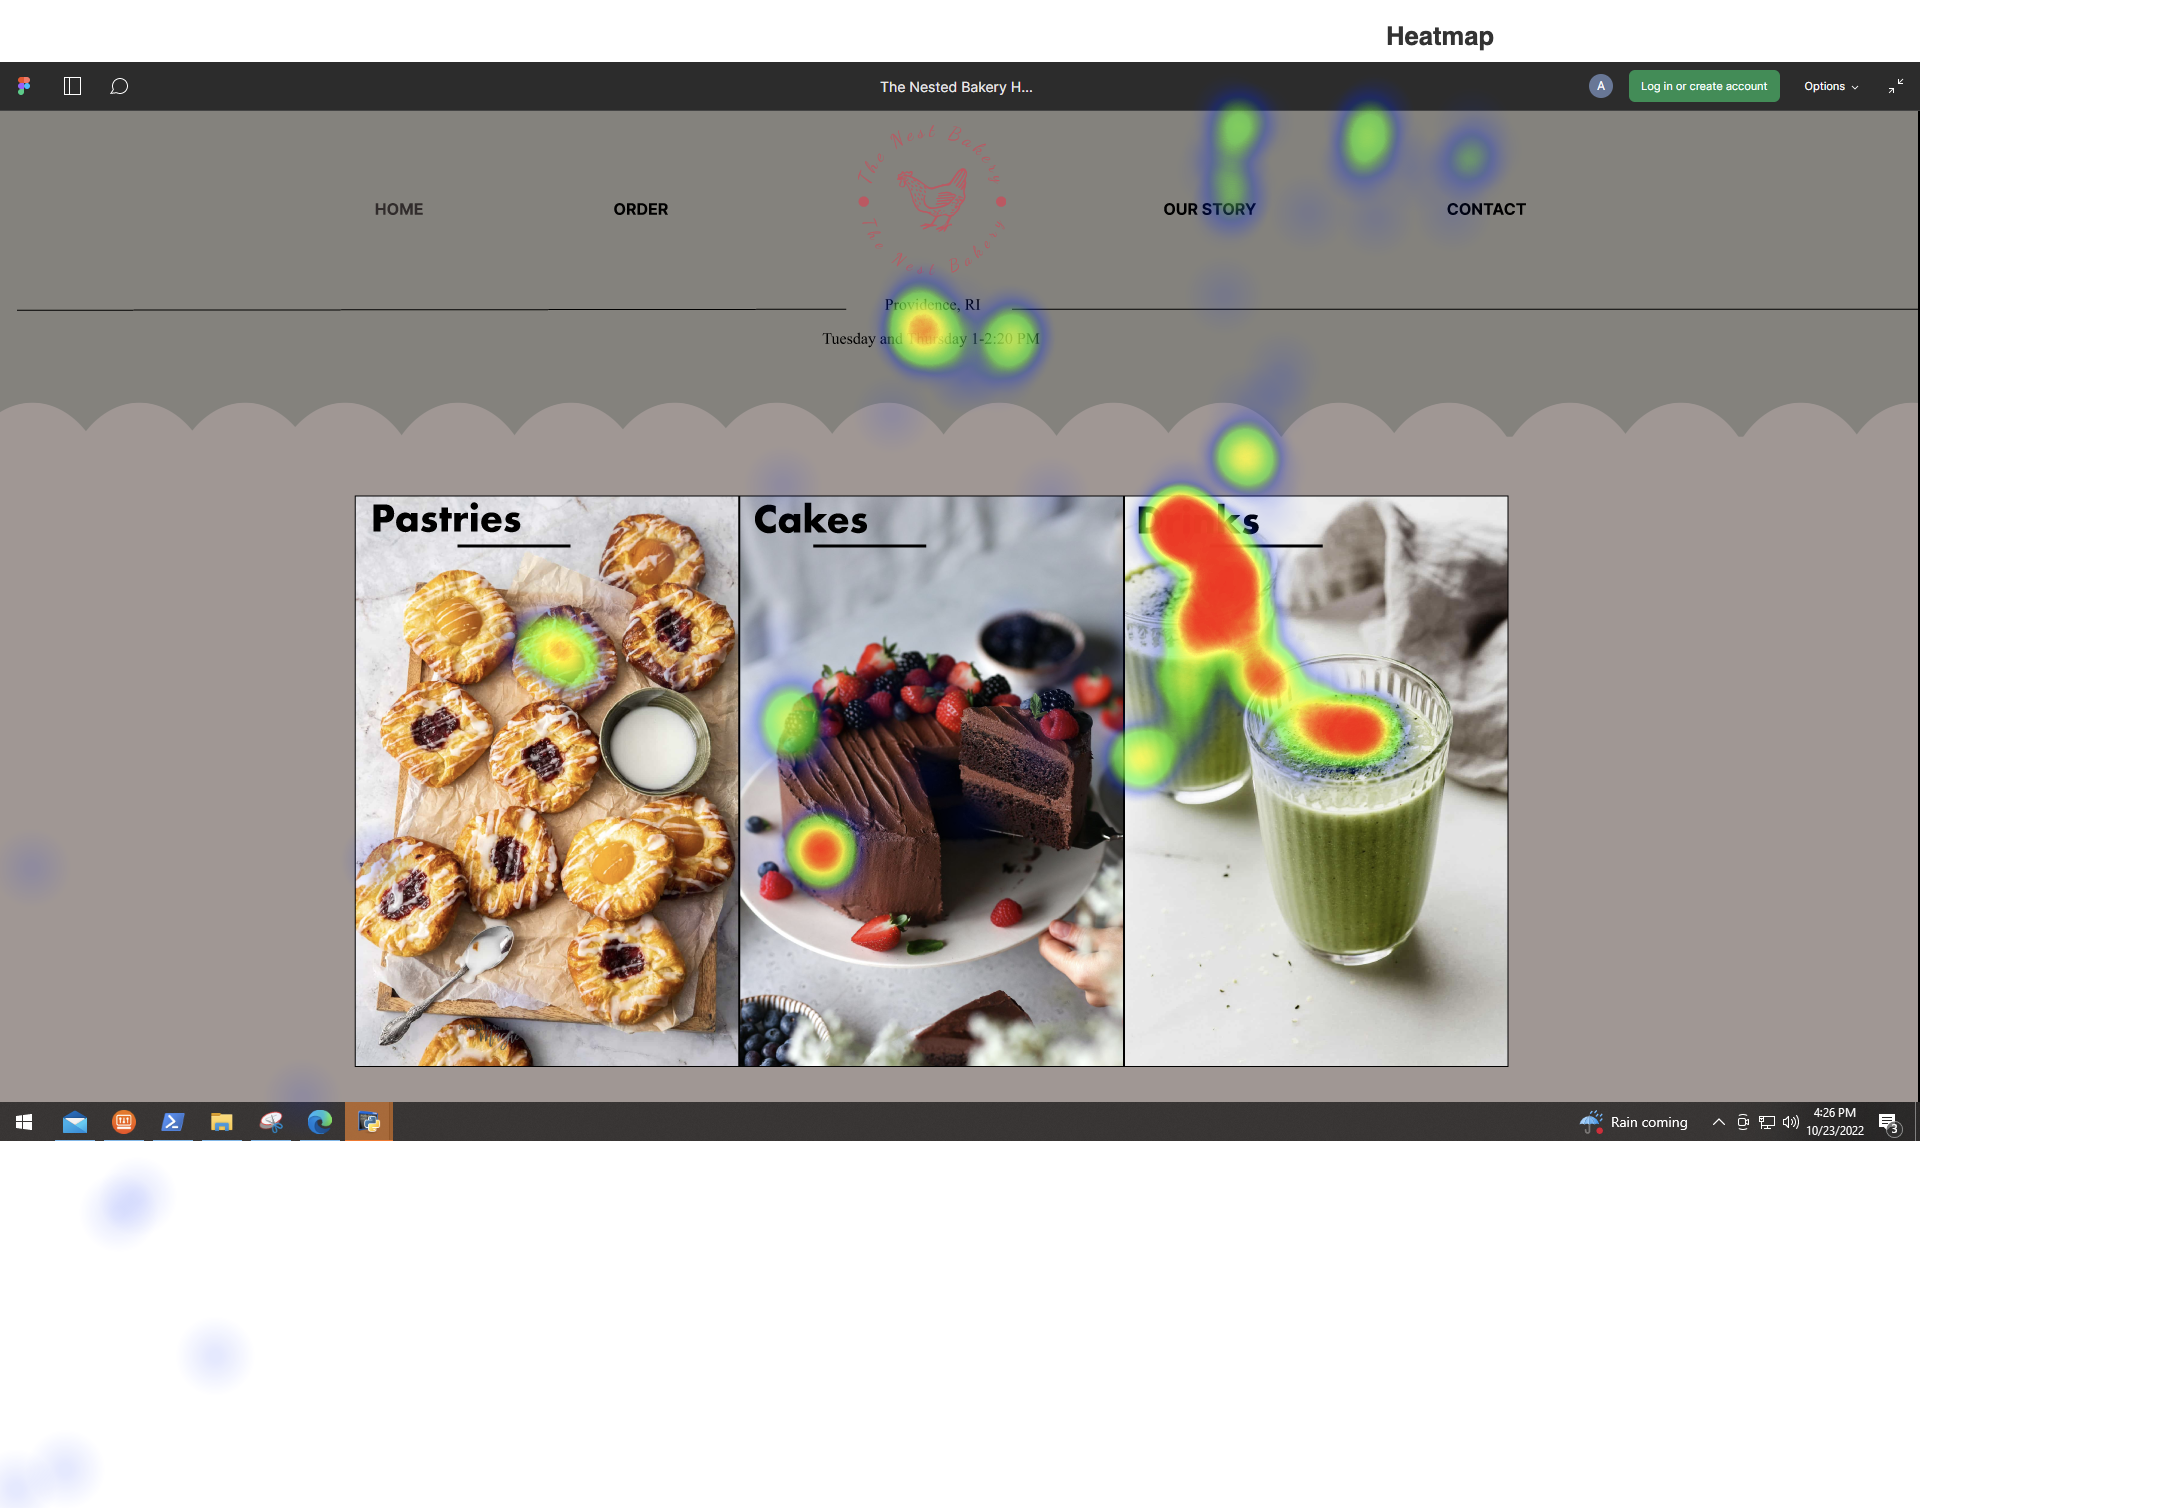 Heatmap
The Nested Bakery H...
A
Log in or create account
Options
The Nest Bakery
The Nest Bakery
HOME
ORDER
OUR STORY
CONTACT
Providence, RI
Tuesday and Thursday 1-2:20 PM
Pastries
Cakes
Drinks
Rain coming
4:26 PM
10/23/2022
3